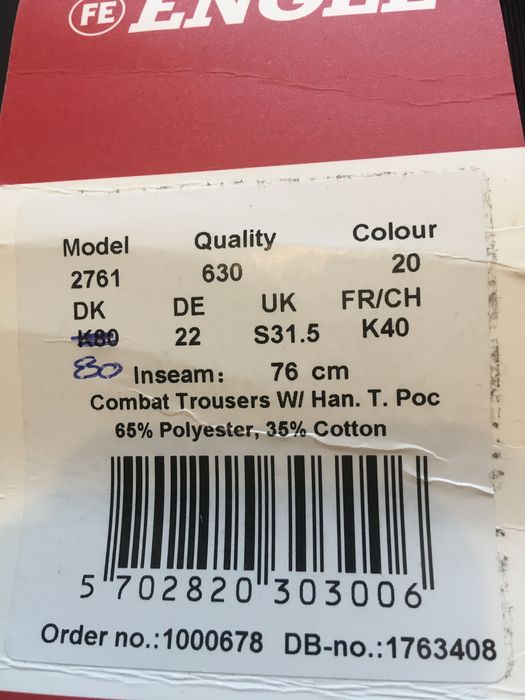 FE ENGEL
Model Quality Colour
2761 630 20
DK DE UK FR/CH
K80 22 S31.5 K40
80 Inseam: 76 cm
Combat Trousers W/ Han. T. Poc
65% Polyester, 35% Cotton
5 702820 303006
Order no.:1000678 DB-no.:1763408